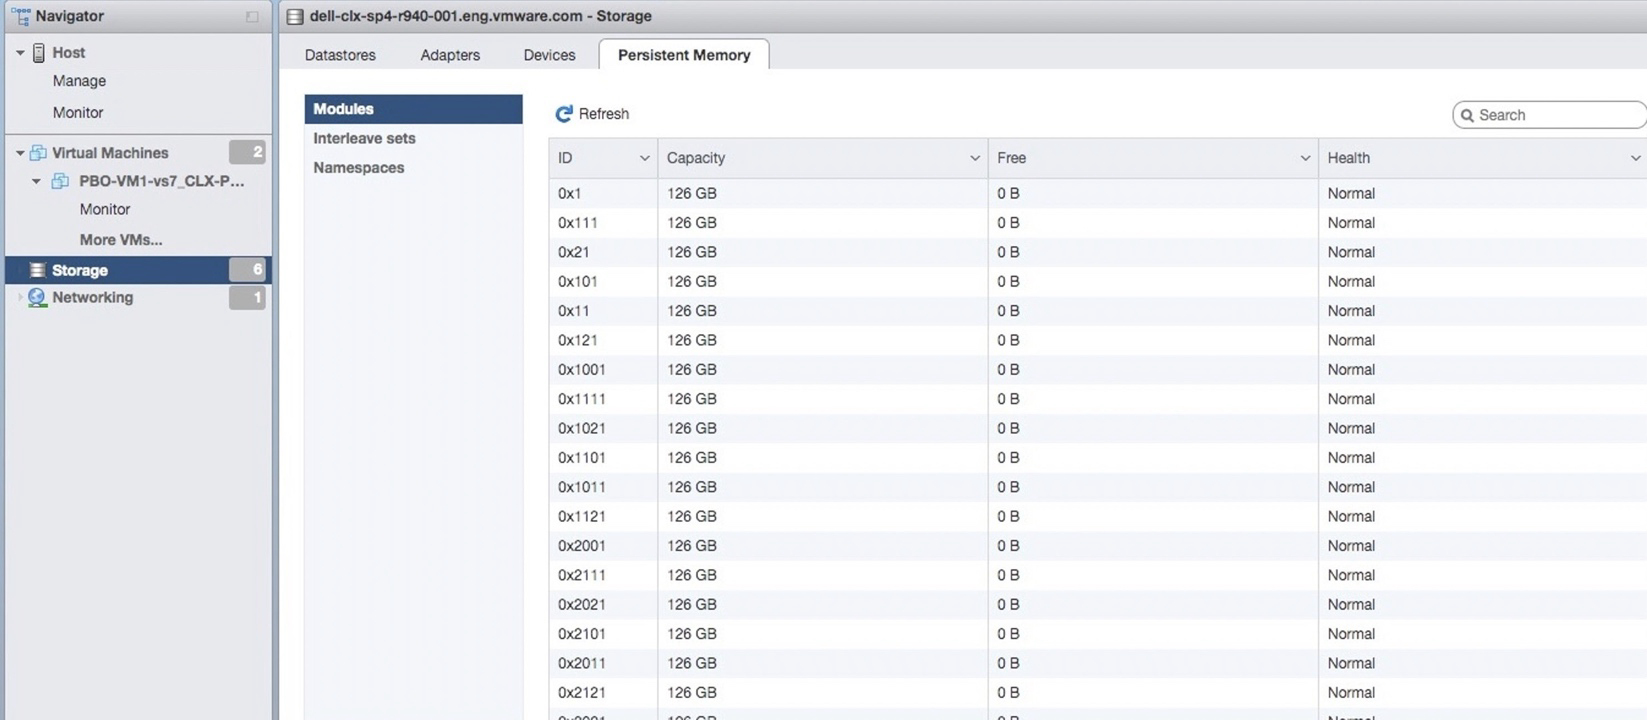 Navigator
Host
Manage
Monitor
Virtual Machines 2
PBO-VM1-vs7_CLX-P...
Monitor
More VMs...
Storage 6
Networking 1
dell-clx-sp4-r940-001.eng.vmware.com - Storage
Datastores Adapters Devices Persistent Memory
Modules
Interleave sets
Namespaces
Refresh Search
ID Capacity Free Health
0x1 126 GB 0 B Normal
0x111 126 GB 0 B Normal
0x21 126 GB 0 B Normal
0x101 126 GB 0 B Normal
0x11 126 GB 0 B Normal
0x121 126 GB 0 B Normal
0x1001 126 GB 0 B Normal
0x1111 126 GB 0 B Normal
0x1021 126 GB 0 B Normal
0x1101 126 GB 0 B Normal
0x1011 126 GB 0 B Normal
0x1121 126 GB 0 B Normal
0x2001 126 GB 0 B Normal
0x2111 126 GB 0 B Normal
0x2021 126 GB 0 B Normal
0x2101 126 GB 0 B Normal
0x2011 126 GB 0 B Normal
0x2121 126 GB 0 B Normal